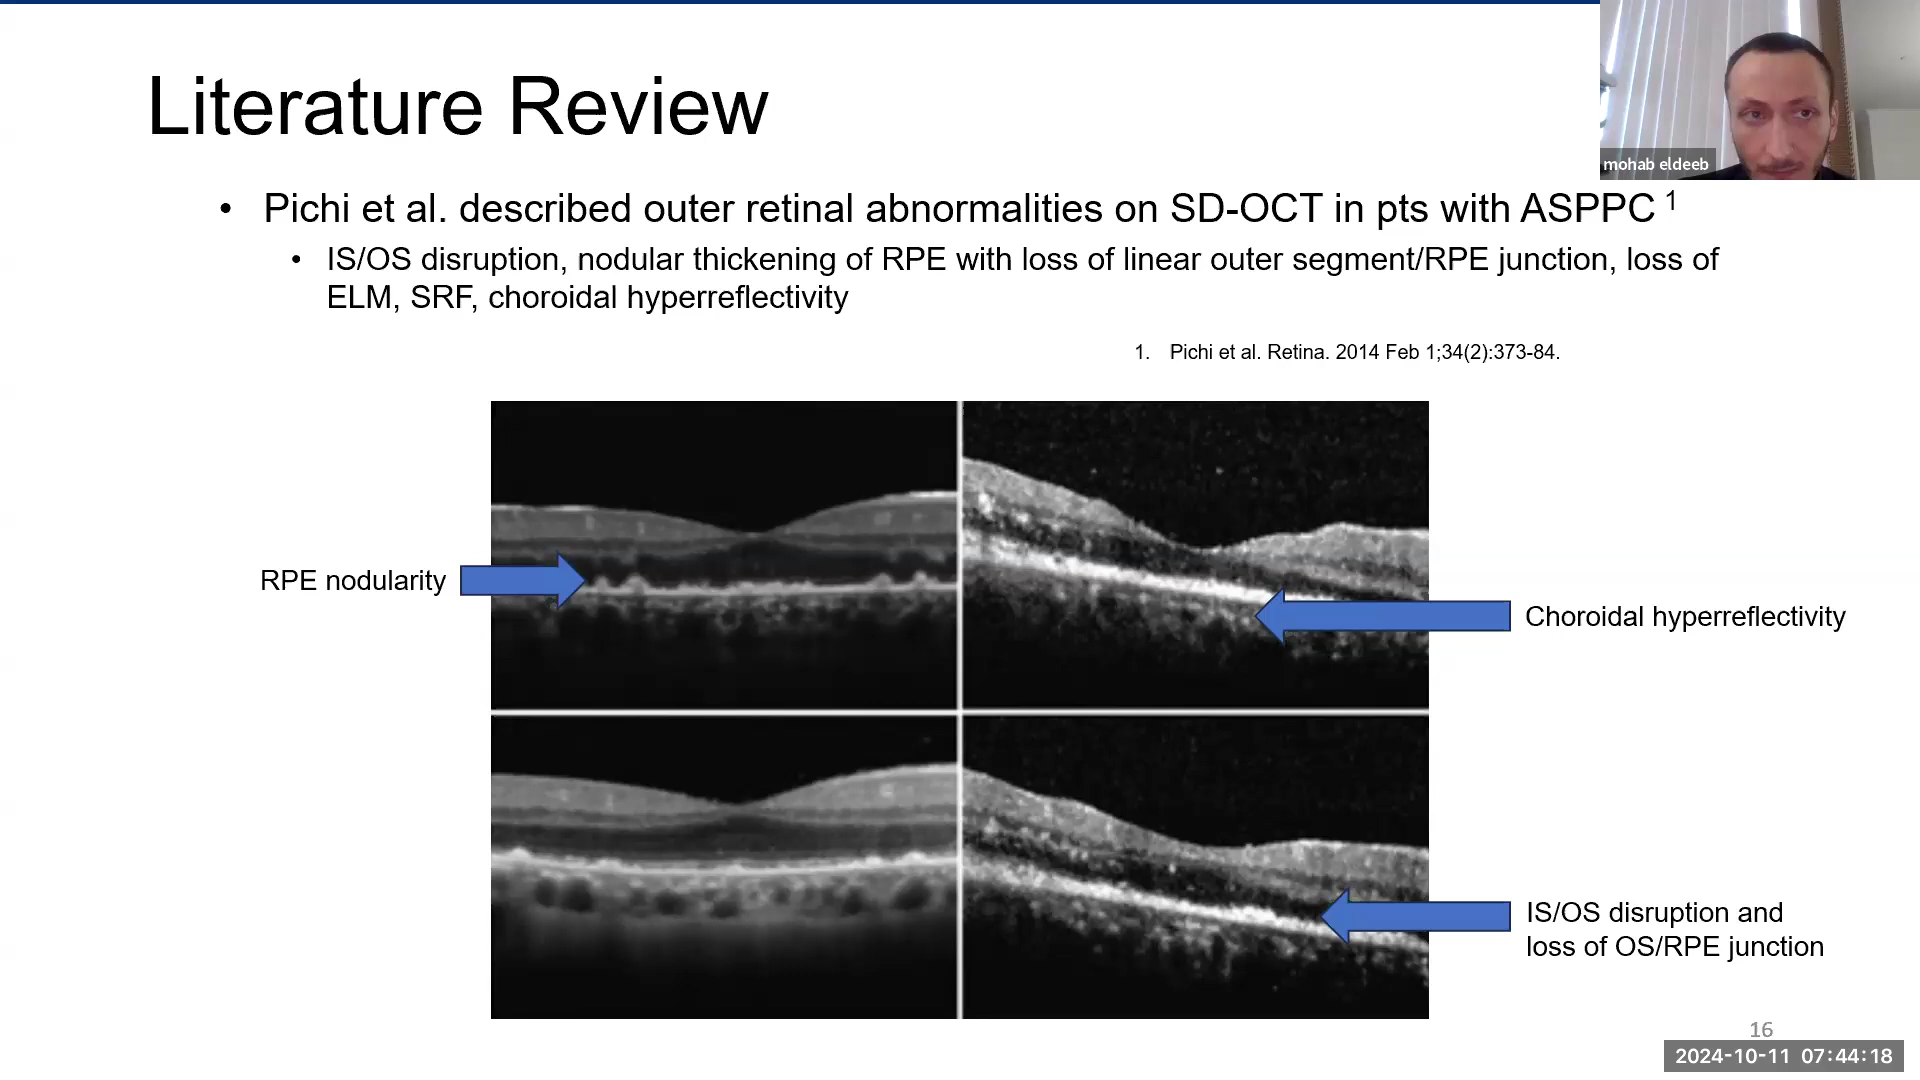 Literature Review
mohab eldeeb
• Pichi et al. described outer retinal abnormalities on SD-OCT in pts with ASPPC 1
• IS/OS disruption, nodular thickening of RPE with loss of linear outer segment/RPE junction, loss of
ELM, SRF, choroidal hyperreflectivity
1. Pichi et al. Retina. 2014 Feb 1;34(2):373-84.
RPE nodularity
Choroidal hyperreflectivity
IS/OS disruption and
loss of OS/RPE junction
16
2024-10-11 07:44:18